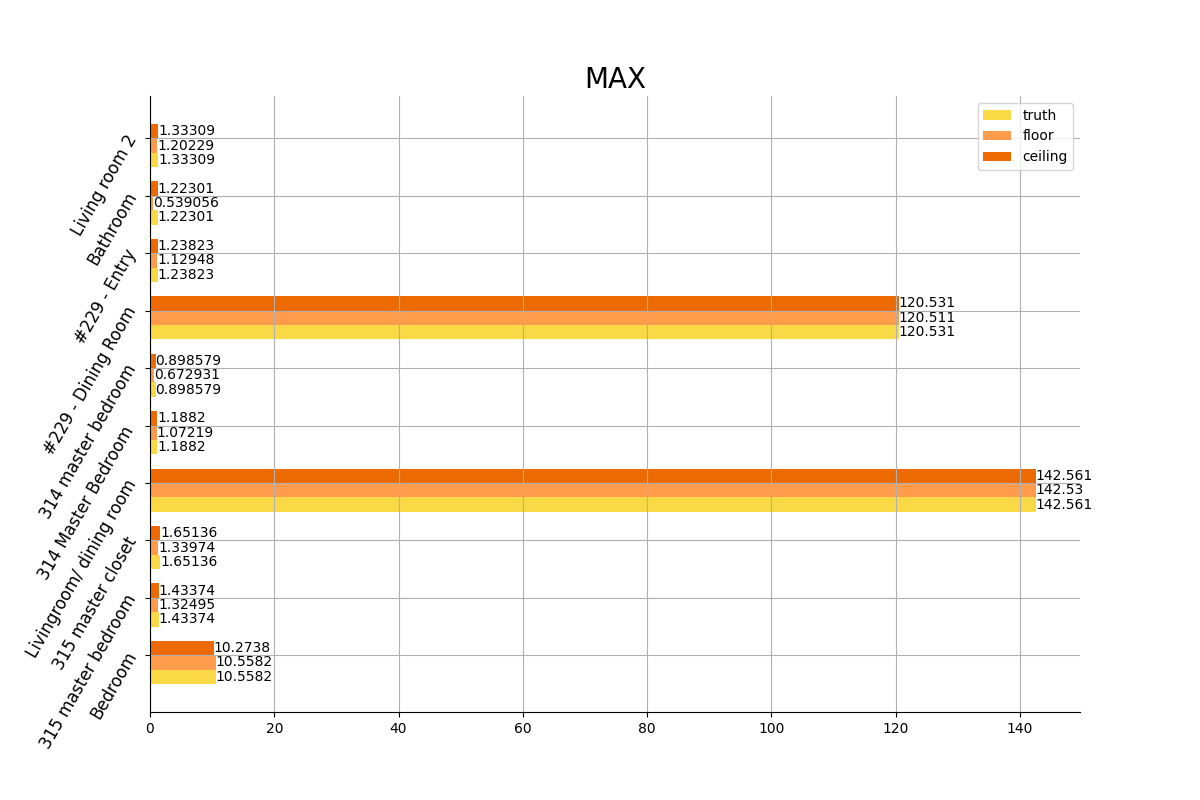 MAX
truth
floor
ceiling
Living room 2
1.33309
1.20229
1.33309
Bathroom
1.22301
0.539056
1.22301
#229 - Entry
1.23823
1.12948
1.23823
#229 - Dining Room
120.531
120.511
120.531
314 master bedroom
0.898579
0.672931
0.898579
314 Master Bedroom
1.1882
1.07219
1.1882
Livingroom/ dining room
142.561
142.53
142.561
315 master closet
1.65136
1.33974
1.65136
315 master bedroom
1.43374
1.32495
1.43374
Bedroom
10.2738
10.5582
10.5582
0 20 40 60 80 100 120 140